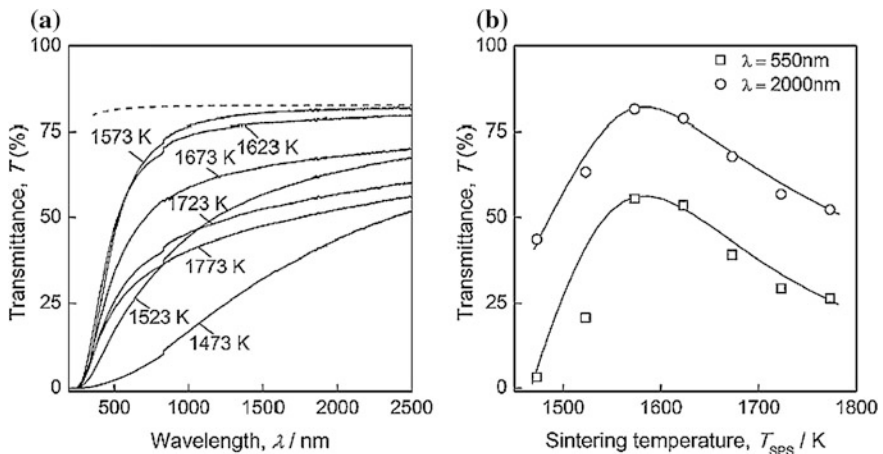 (a)
100
75
50
25
0
Transmittance, T (%)
1573 K
1623 K
1673 K
1723 K
1773 K
1523 K
1473 K
500 1000 1500 2000 2500
Wavelength, λ / nm
(b)
100
75
50
25
0
Transmittance, T (%)
λ = 550nm
λ = 2000nm
1500 1600 1700 1800
Sintering temperature, T_SPS / K